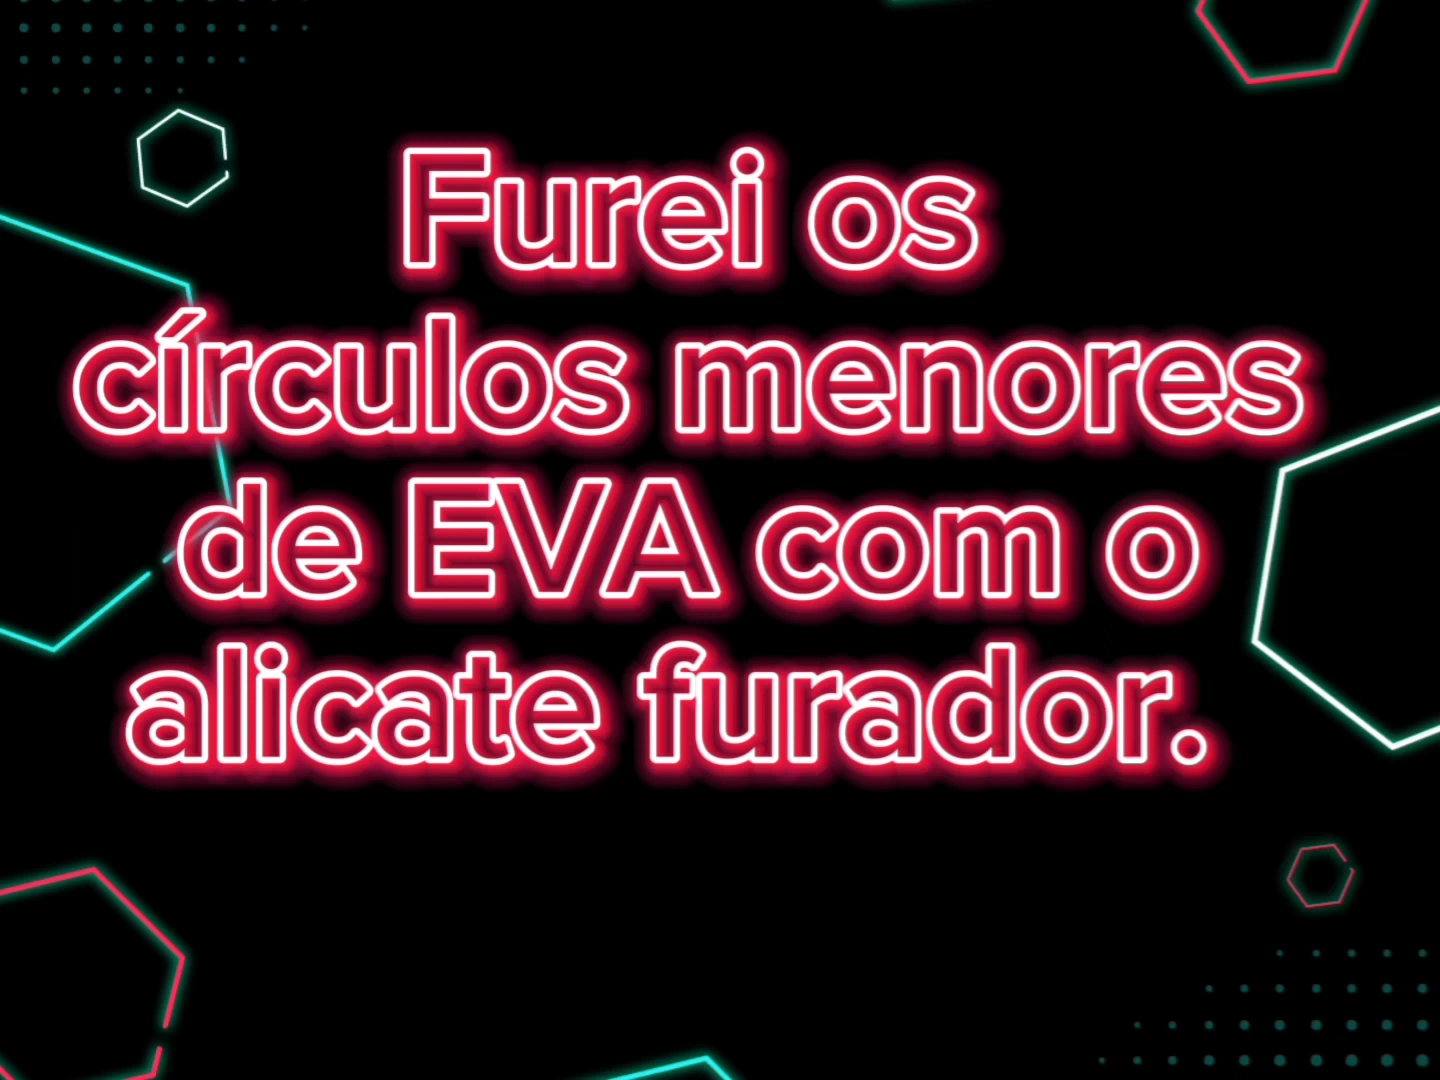 Furei os
círculos menores
de EVA com o
alicate furador.